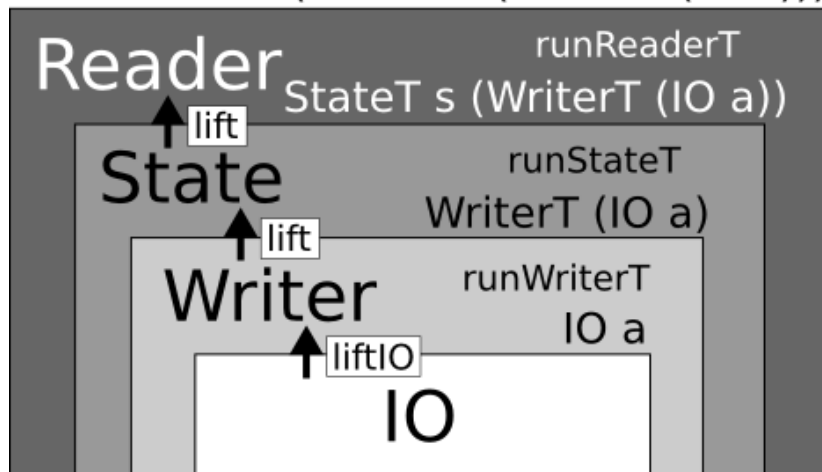 Reader
runReaderT
StateT s (WriterT (IO a))
lift
State
runStateT
WriterT (IO a)
lift
Writer
runWriterT
IO a
liftIO
IO